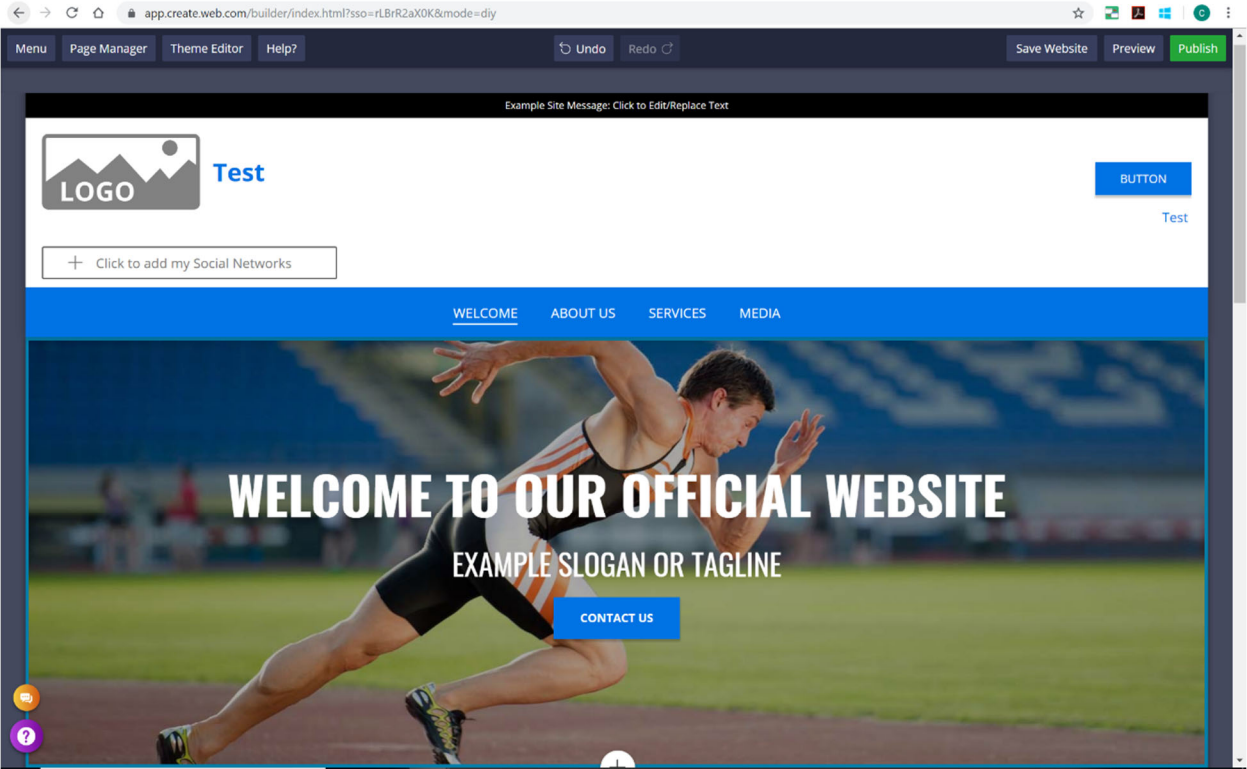 app.create.web.com/builder/index.html?sso=rLBrR2aX0K&mode=diy
C
Menu Page Manager Theme Editor Help? Undo Redo Save Website Preview Publish
Example Site Message: Click to Edit/Replace Text
LOGO
Test
BUTTON
Test
Click to add my Social Networks
WELCOME ABOUT US SERVICES MEDIA
WELCOME TO OUR OFFICIAL WEBSITE
EXAMPLE SLOGAN OR TAGLINE
CONTACT US
?